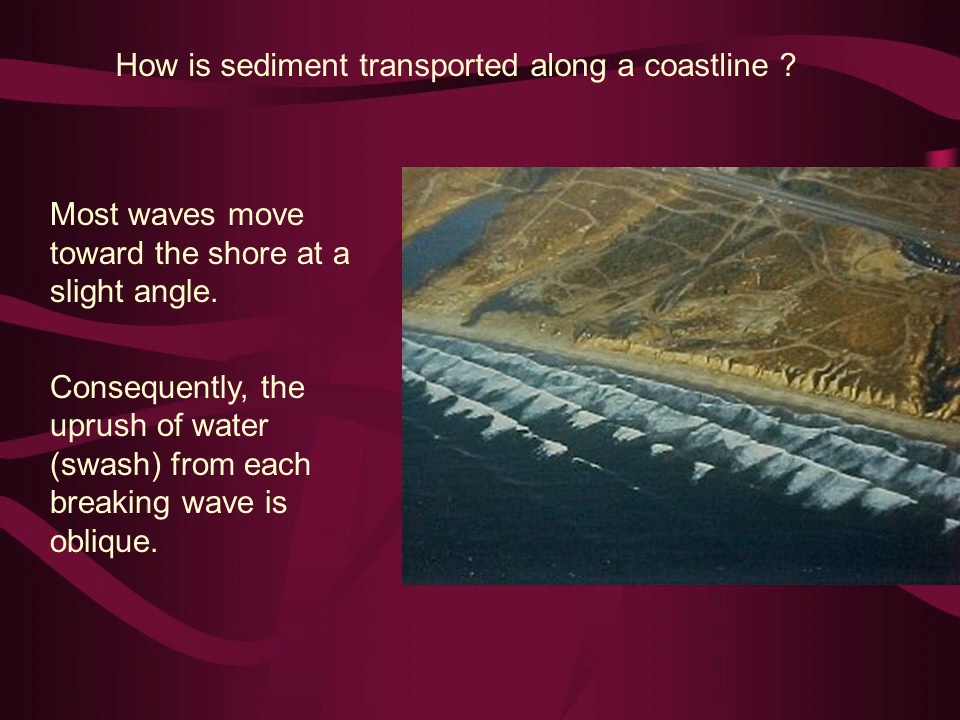 How is sediment transported along a coastline ?
Most waves move
toward the shore at a
slight angle.
Consequently, the
uprush of water
(swash) from each
breaking wave is
oblique.